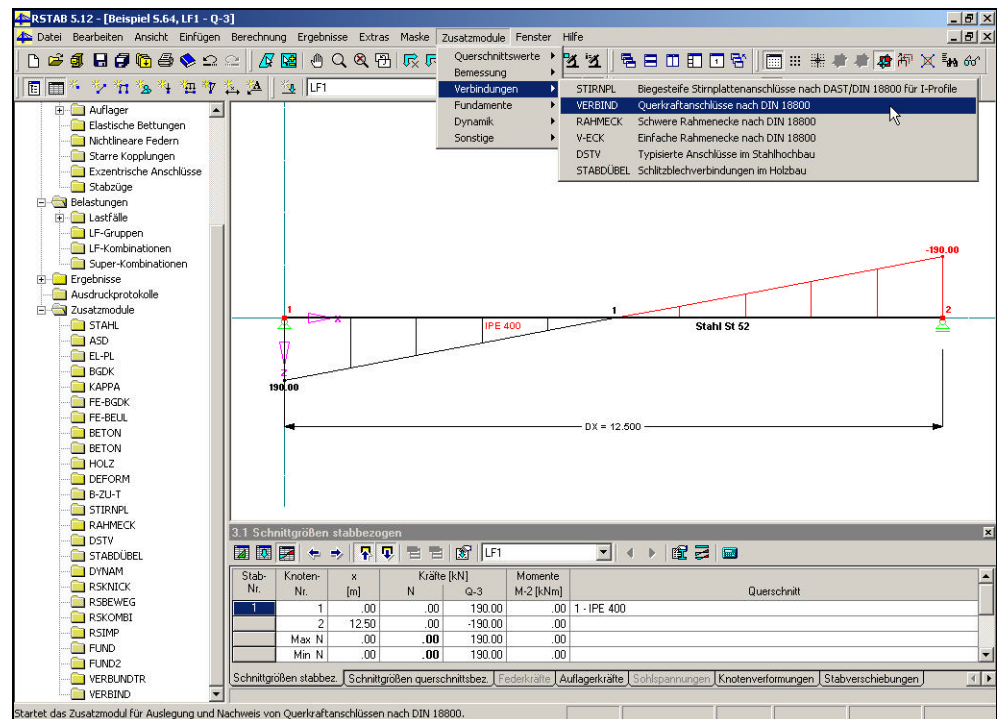 RSTAB 5.12 - [Beispiel S.64, LF1 - Q-3]
Datei Bearbeiten Ansicht Einfügen Berechnung Ergebnisse Extras Maske Zusatzmodule Fenster Hilfe
LF1
Querschnittswerte
Bemessung
Verbindungen
Fundamente
Dynamik
Sonstige
STIRNPL Biegesteife Stirnplattenanschlüsse nach DAST/DIN 18800 für I-Profile
VERBIND Querkraftanschlüsse nach DIN 18800
RAHMECK Schwere Rahmenecke nach DIN 18800
V-ECK Einfache Rahmenecke nach DIN 18800
DSTV Typisierte Anschlüsse im Stahlhochbau
STABDÜBEL Schlitzblechverbindungen im Holzbau
Auflager
Elastische Bettungen
Nichtlineare Federn
Starre Kopplungen
Exzentrische Anschlüsse
Stabzüge
Belastungen
Lastfälle
LF-Gruppen
LF-Kombinationen
Super-Kombinationen
Ergebnisse
Ausdruckprotokolle
Zusatzmodule
STAHL
ASD
EL-PL
BGDK
KAPPA
FE-BGDK
FE-BEUL
BETON
BETON
HOLZ
DEFORM
B-ZU-T
STIRNPL
RAHMECK
DSTV
STABDÜBEL
DYNAM
RSKNICK
RSBEWEG
RSKOMBI
RSIMP
FUND
FUND2
VERBUNDTR
VERBIND
-190.00
1 x 1 2
IPE 400 Stahl St 52
z
190.00
DX = 12.500
3.1 Schnittgrößen stabbezogen
LF1
Stab- Knoten- x Kräfte [kN] Momente
Nr. Nr. [m] N Q-3 M-2 [kNm] Querschnitt
1 1 .00 .00 190.00 .00 1 - IPE 400
2 12.50 .00 -190.00 .00
Max N .00 .00 190.00 .00
Min N .00 .00 190.00 .00
Schnittgrößen stabbez. Schnittgrößen querschnittsbez. Federkräfte Auflagerkräfte Sohlspannungen Knotenverformungen Stabverschiebungen
Startet das Zusatzmodul für Auslegung und Nachweis von Querkraftanschlüssen nach DIN 18800.